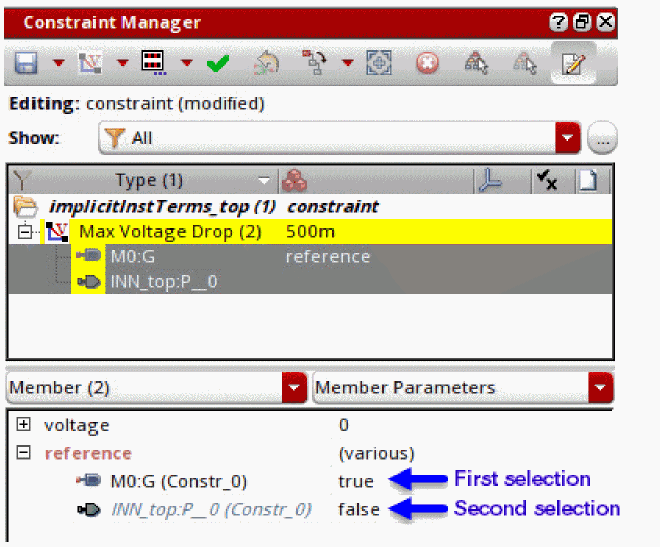 Constraint Manager
Editing: constraint (modified)
Show: All ...
Type (1)
implicitInstTerms_top (1) constraint
Max Voltage Drop (2) 500m
M0:G reference
INN_top:P__0
Member (2) Member Parameters
voltage 0
reference (various)
M0:G (Constr_0) true First selection
INN_top:P__0 (Constr_0) false Second selection